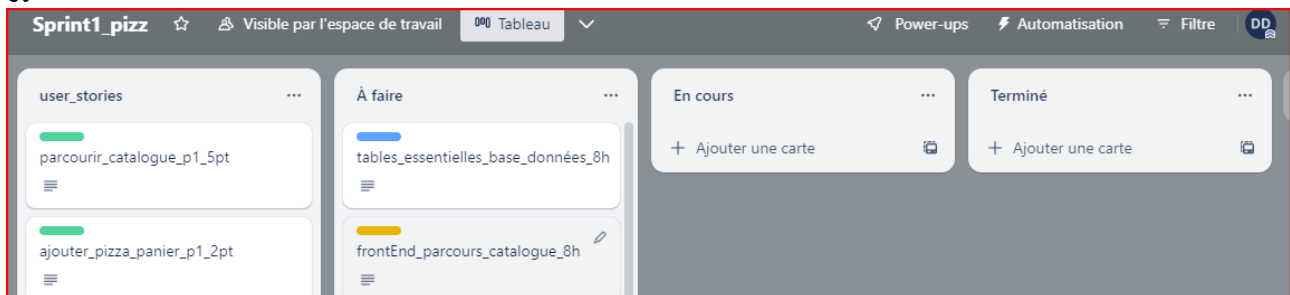 Sprint1_pizz Visible par l'espace de travail Tableau Power-ups Automatisation Filtre DD
user_stories
parcourir_catalogue_p1_5pt
ajouter_pizza_panier_p1_2pt
À faire
tables_essentielles_base_données_8h
frontEnd_parcours_catalogue_8h
En cours
+ Ajouter une carte
Terminé
+ Ajouter une carte